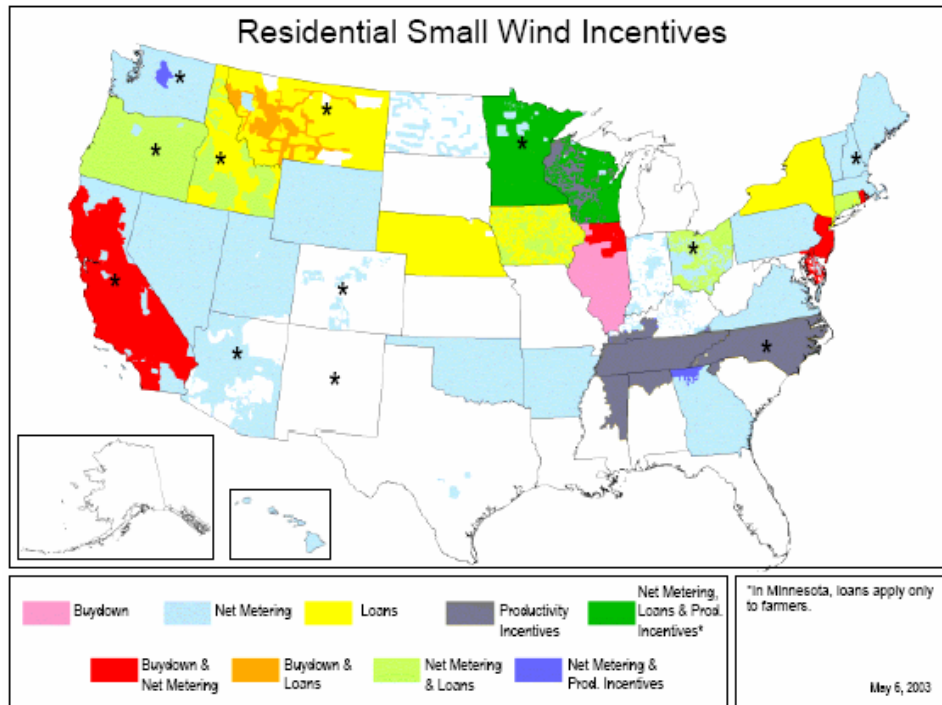 Residential Small Wind Incentives
*
*
*
*
*
*
*
*
*
*
*
*
Buydown
Net Metering
Loans
Productivity
Incentives
Net Metering,
Loans & Prod.
Incentives*
Buydown &
Net Metering
Buydown &
Loans
Net Metering
& Loans
Net Metering &
Prod. Incentives
*In Minnesota, loans apply only
to farmers.
May 6, 2003